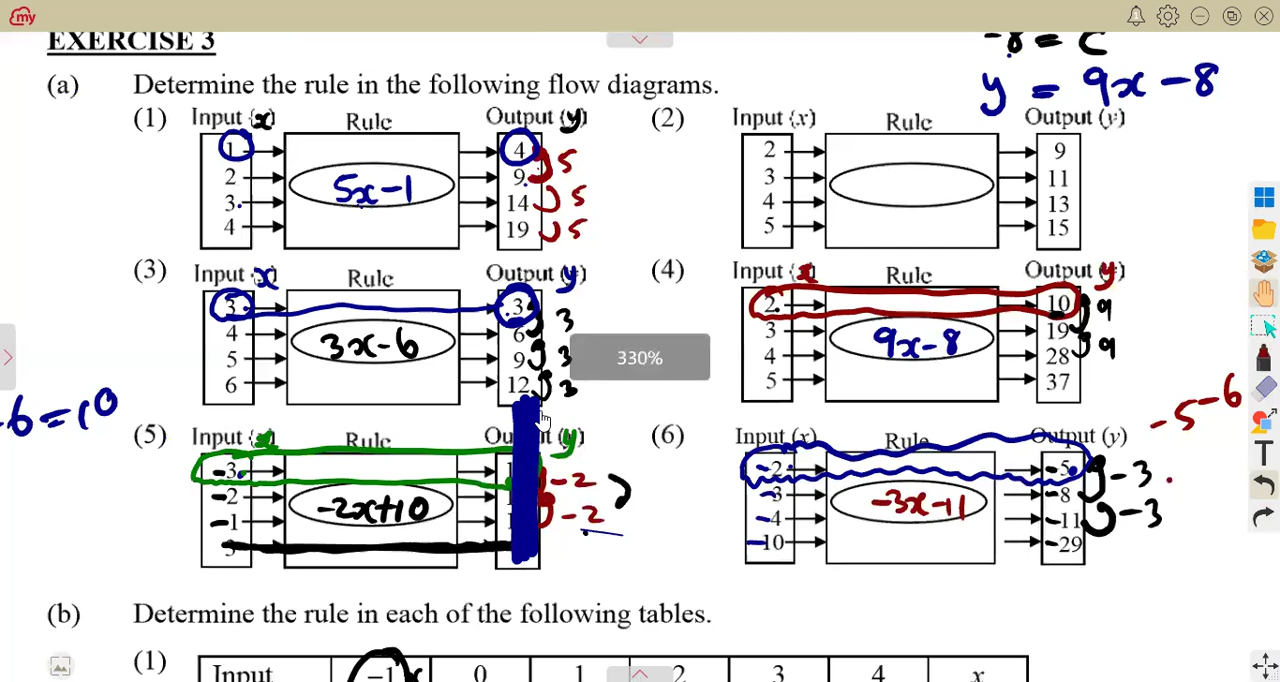 my
EXERCISE 3
-8 = c
y = 9x - 8
(a) Determine the rule in the following flow diagrams.
(1) Input (x) Rule Output (y)
1 4
2 5x-1 9 5
3 14 5
4 19 5
(2) Input (x) Rule Output (y)
2 9
3 11
4 13
5 15
(3) Input (x) x Rule Output (y) y
3 3
4 3x-6 6 3
5 9 3
6 12 3
(4) Input (x) Rule Output (y) y
2 10
3 9x-8 19 9
4 28 9
5 37
330%
-6=10
-5-6
(5) Input (x) x Rule y
-3
-2 -2x+10 -2
-1 -2
(6) Input (x) Rule Output (y)
-2 -5
-3 -3x-11 -8 -3
-4 -11 -3
-10 -29
(b) Determine the rule in each of the following tables.
(1) Input -1 0 1 2 3 4 x